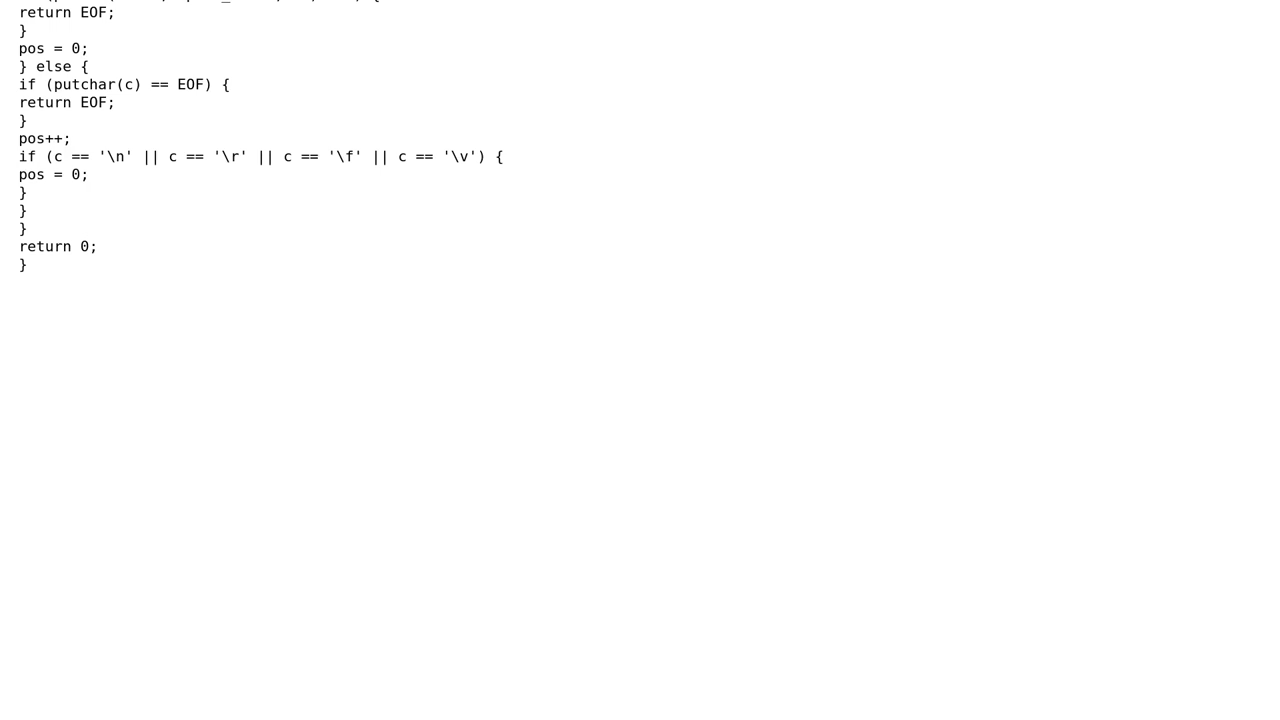 return EOF;
}
pos = 0;
} else {
if (putchar(c) == EOF) {
return EOF;
}
pos++;
if (c == '\n' || c == '\r' || c == '\f' || c == '\v') {
pos = 0;
}
}
}
return 0;
}